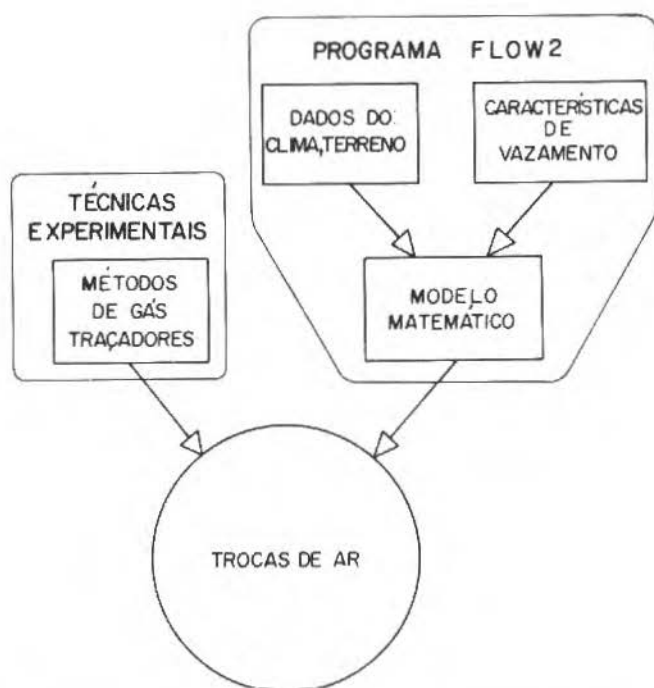 PROGRAMA FLOW2
DADOS DO:
CLIMA,TERRENO
CARACTERÍSTICAS
DE
VAZAMENTO
TÉCNICAS
EXPERIMENTAIS
MÉTODOS
DE GÁS
TRAÇADORES
MODELO
MATEMÁTICO
TROCAS DE AR